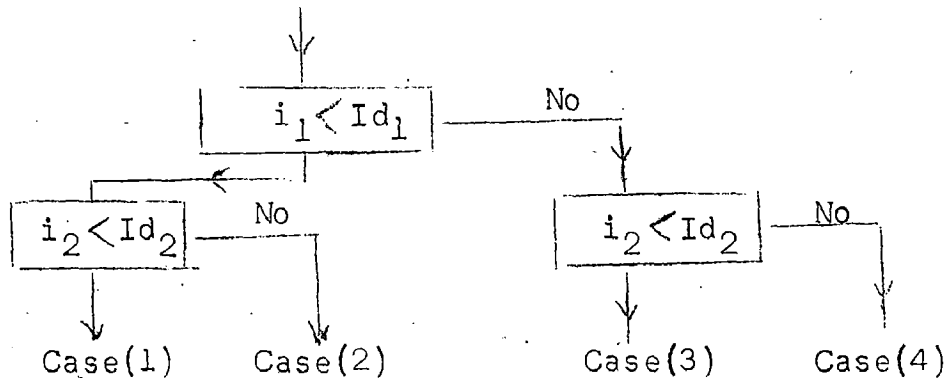 No
i₁ < Id₁
No
No
i₂ < Id₂
i₂ < Id₂
Case(1) Case(2) Case(3) Case(4)